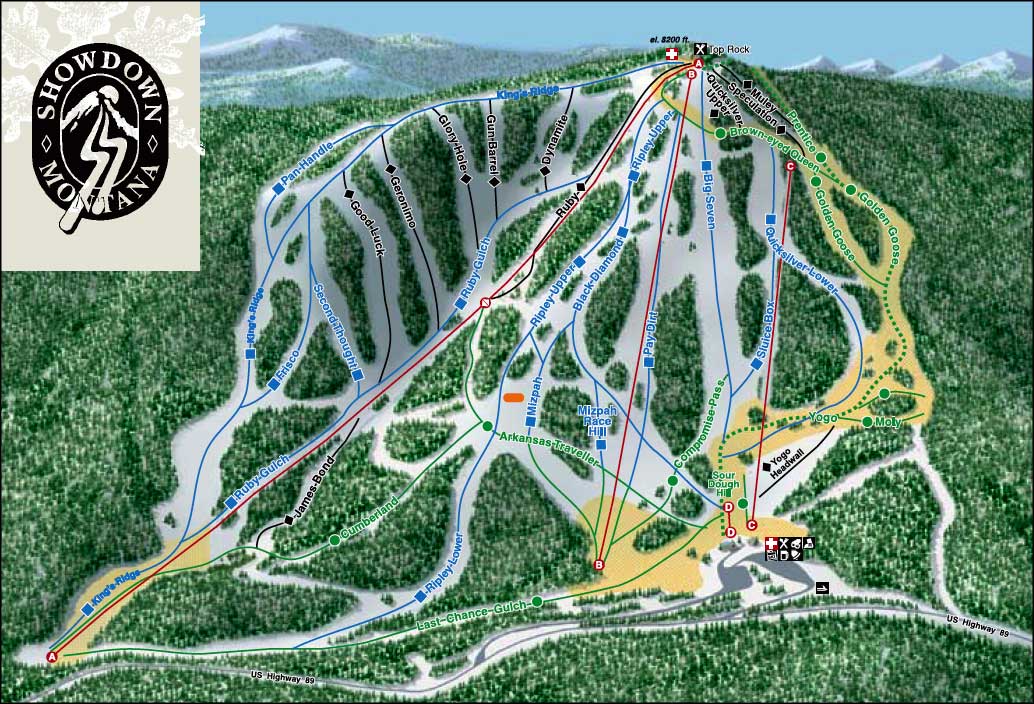 SHOWDOWN
MONTANA
el. 8200 ft.
Top Rock
A
B
King's-Ridge
Pan-Handle
Glory-Hole
Gun-Barrel
Dynamite
Geronimo
Good-Luck
Ruby
Ripley-Upper
Quicksilver
Upper
Speculation
Muley
Prentice
Brown-eyed Queen
C
Golden-Goose
Golden-Goose
Big-Seven
Quicksilver-Lower
Ruby-Gulch
Ripley-Upper
Black-Diamond
King's-Ridge
Second-Thought
Frisco
Pay-Dirt
Sluice-Box
Mizpah
Mizpah
Race
Hill
Compromise-Pass
Yogo
Moly
Arkansas-Traveller
Yogo
Headwall
Sour
Dough
Hill
Ruby-Gulch
James-Bond
Cumberland
D
D
C
B
Ripley-Lower
King's-Ridge
Last-Chance-Gulch
A
US Highway 89
US Highway 89